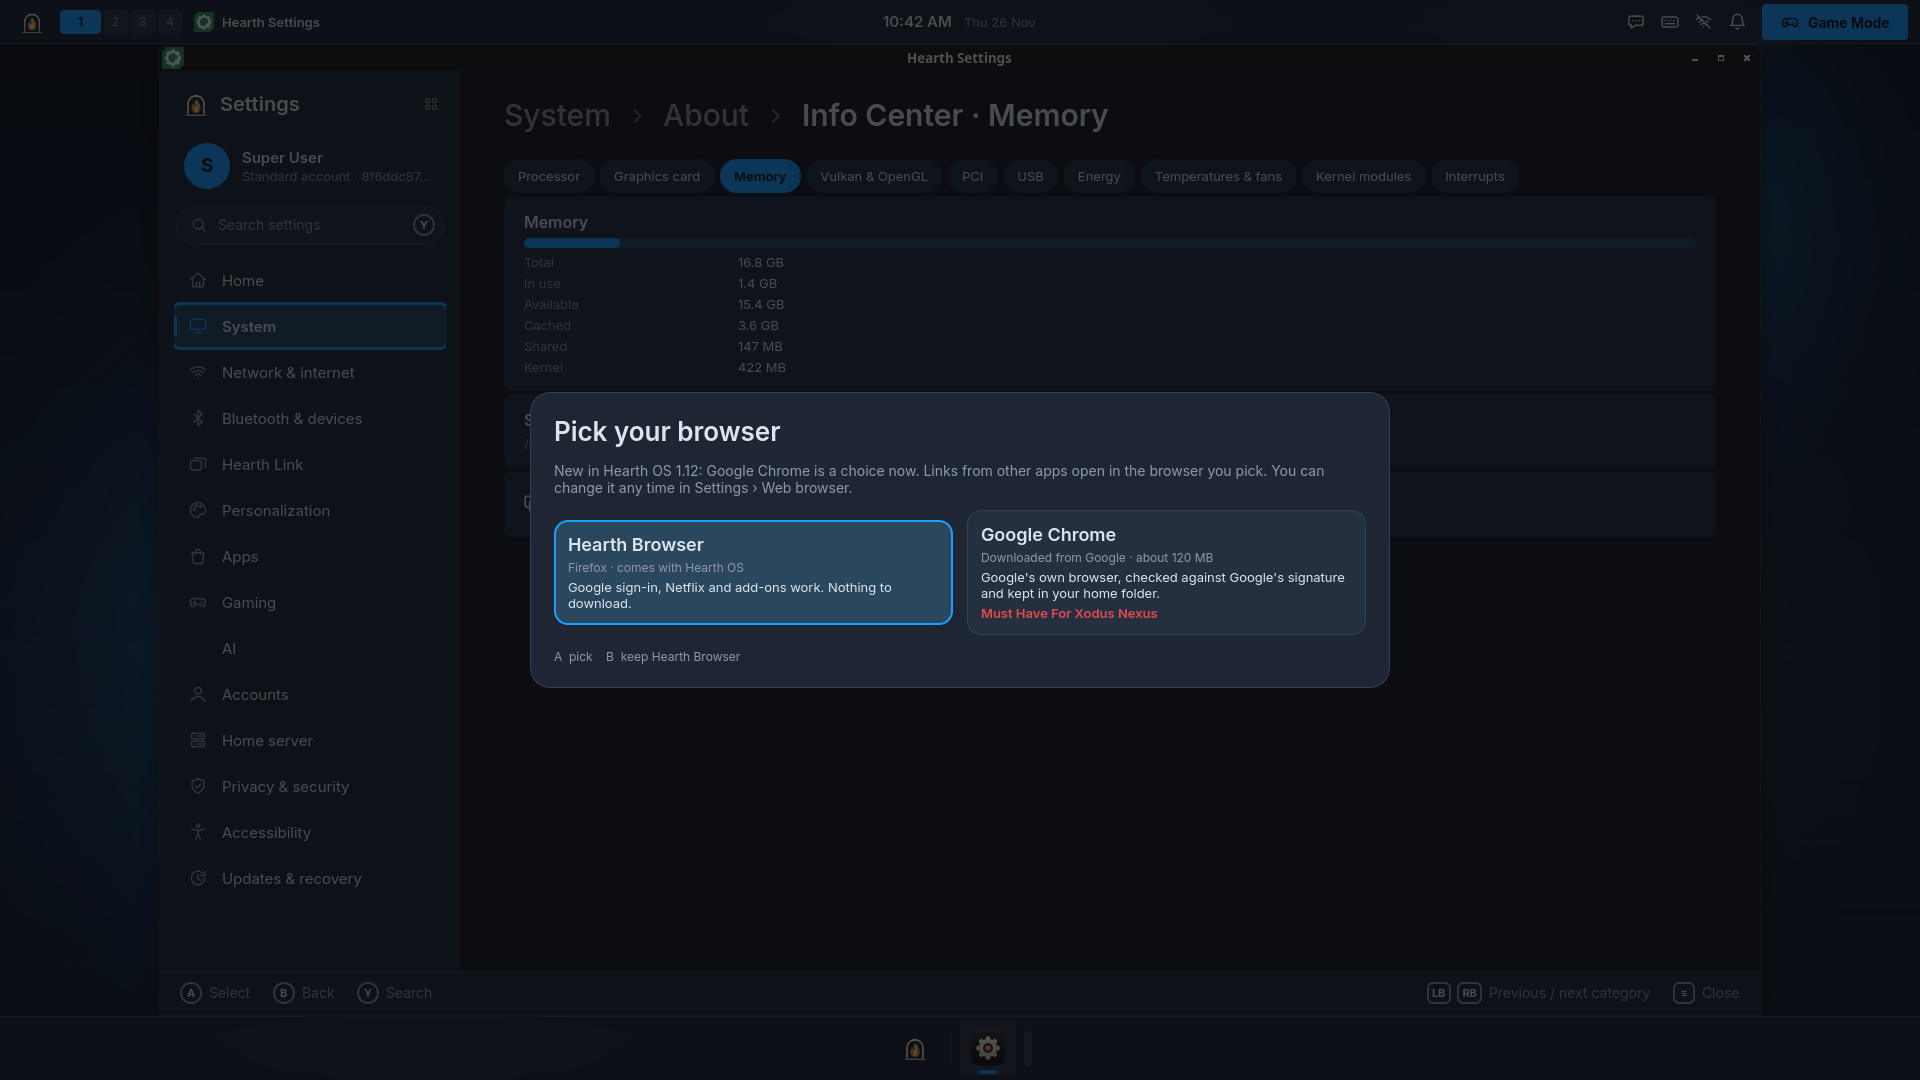 1 2 3 4 Hearth Settings
10:42 AM Thu 26 Nov
Game Mode
Hearth Settings
Settings
S
Super User
Standard account · 8f6ddc87...
Search settings Y
Home
System
Network & internet
Bluetooth & devices
Hearth Link
Personalization
Apps
Gaming
AI
Accounts
Home server
Privacy & security
Accessibility
Updates & recovery
System > About > Info Center · Memory
Processor Graphics card Memory Vulkan & OpenGL PCI USB Energy Temperatures & fans Kernel modules Interrupts
Memory
Total 16.8 GB
In use 1.4 GB
Available 15.4 GB
Cached 3.6 GB
Shared 147 MB
Kernel 422 MB
Pick your browser
New in Hearth OS 1.12: Google Chrome is a choice now. Links from other apps open in the browser you pick. You can
change it any time in Settings › Web browser.
Hearth Browser
Firefox · comes with Hearth OS
Google sign-in, Netflix and add-ons work. Nothing to
download.
Google Chrome
Downloaded from Google · about 120 MB
Google's own browser, checked against Google's signature
and kept in your home folder.
Must Have For Xodus Nexus
A pick B keep Hearth Browser
A Select B Back Y Search
LB RB Previous / next category ≡ Close